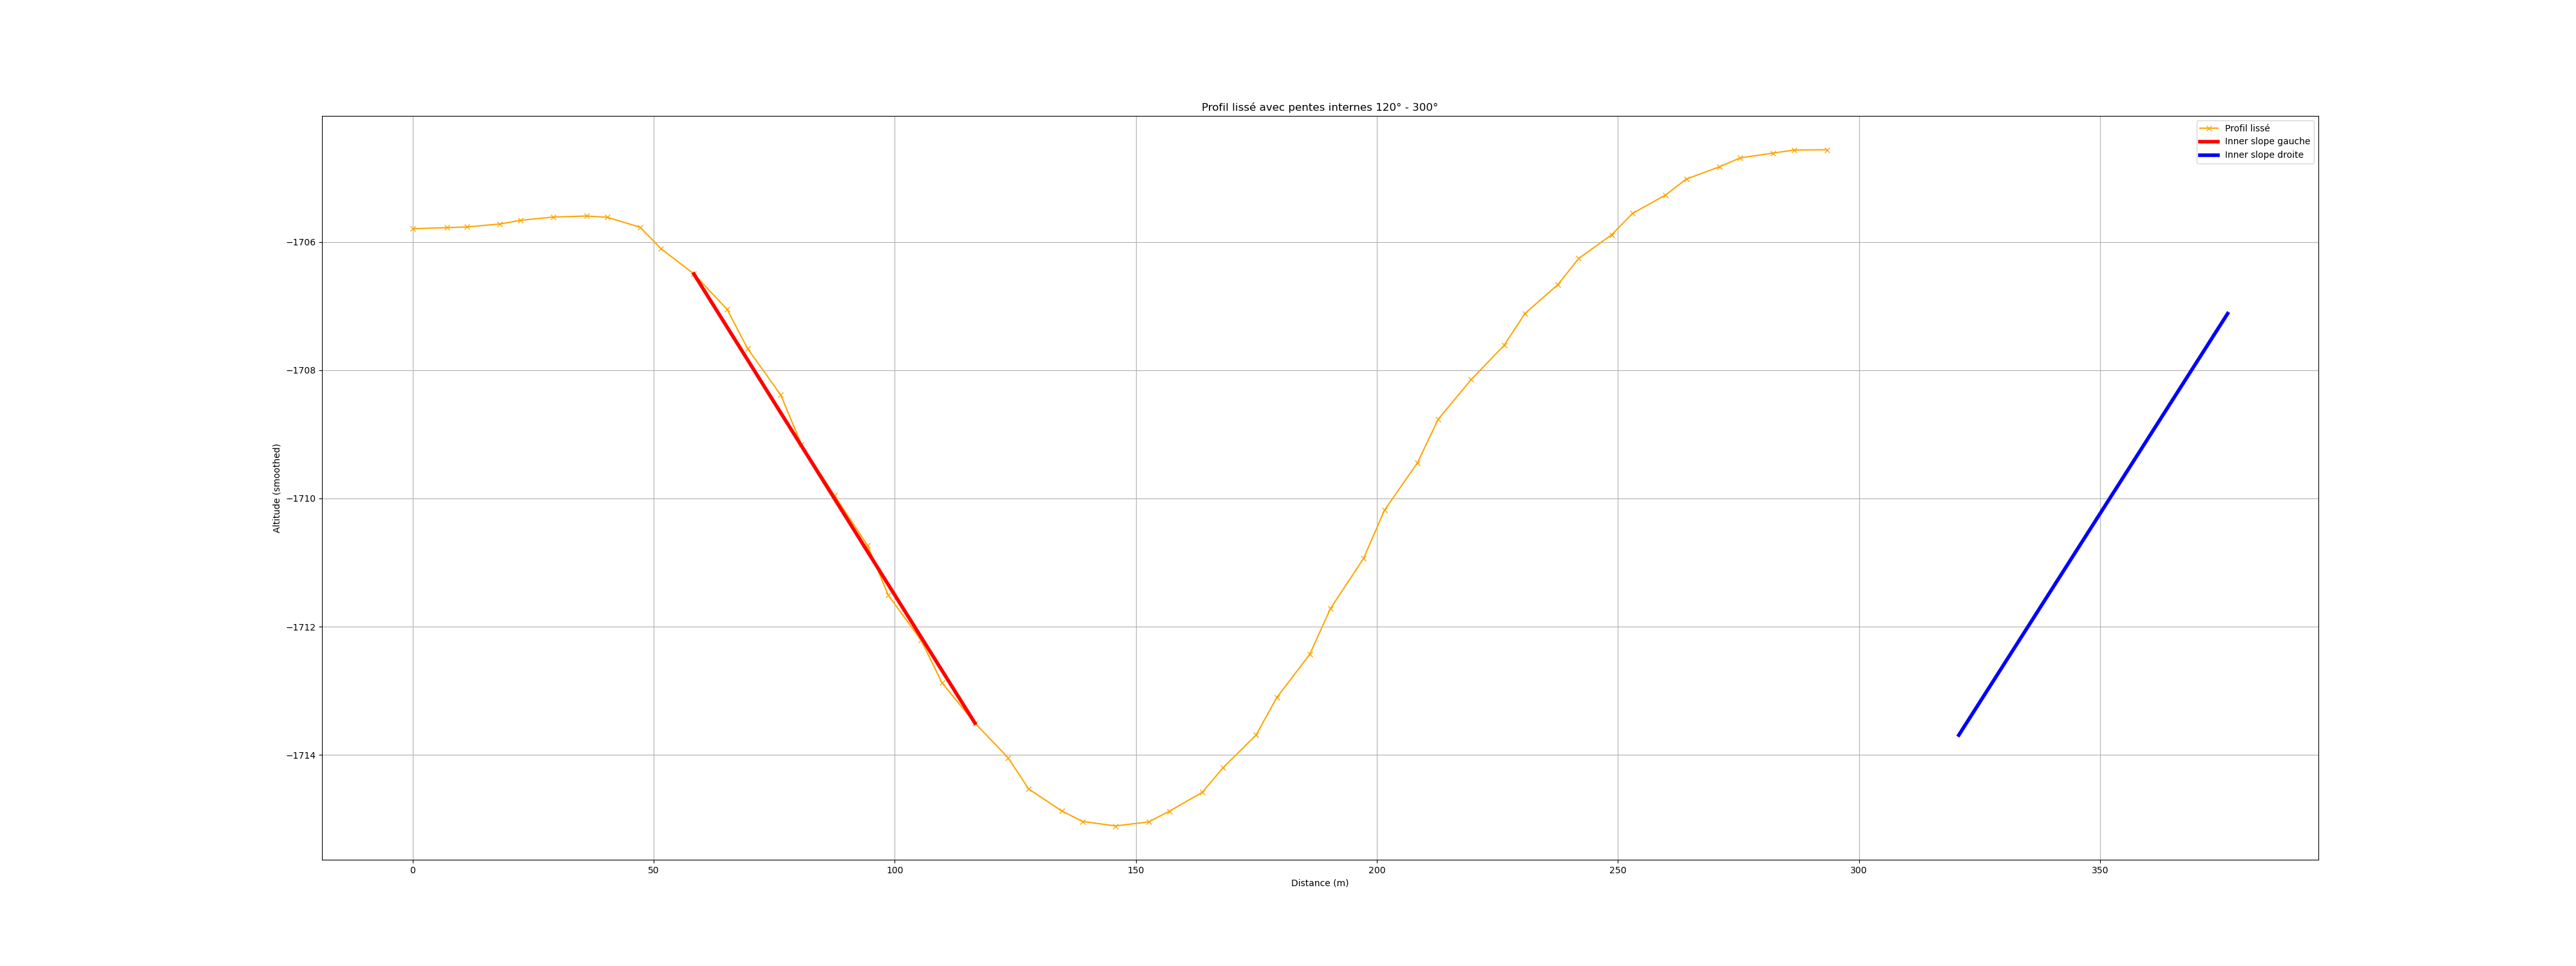 Profil lissé avec pentes internes 120° - 300°
Profil lissé
Inner slope gauche
Inner slope droite
−1706
−1708
−1710
−1712
−1714
Altitude (smoothed)
0 50 100 150 200 250 300 350
Distance (m)